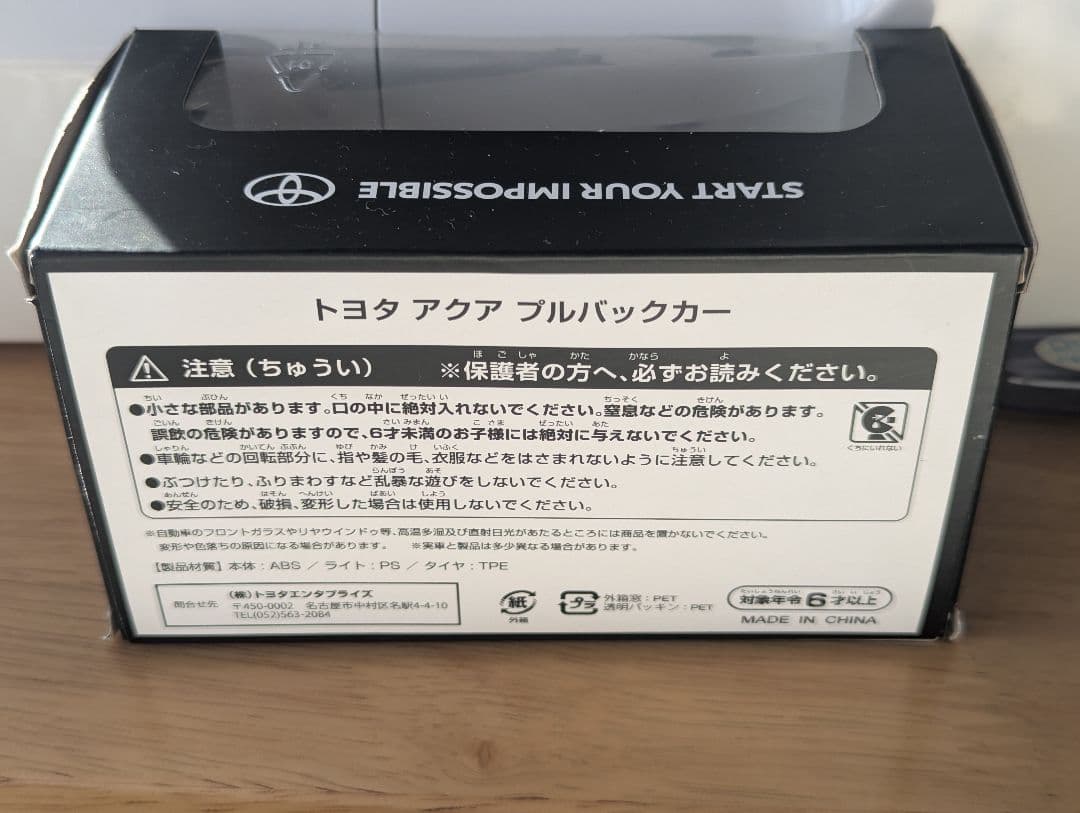 01
START YOUR IMPOSSIBLE
トヨタ アクア プルバックカー
注意(ちゅうい) ※保護者の方へ、必ずお読みください。
●小さな部品があります。口の中に絶対入れないでください。窒息などの危険があります。
誤飲の危険がありますので、6才未満のお子様には絶対に与えないでください。
●車輪などの回転部分に、指や髪の毛、衣服などをはさまれないように注意してください。
●ぶつけたり、ふりまわすなど乱暴な遊びをしないでください。
●安全のため、破損、変形した場合は使用しないでください。
くちにいれない
※自動車のフロントガラスやリヤウインドゥ等、高温多湿及び直射日光があたるところには商品を置かないでください。
変形や色落ちの原因になる場合があります。 ※実車と製品は多少異なる場合があります。
【製品材質】本体:ABS / ライト:PS / タイヤ:TPE
問合せ先
(株)トヨタエンタプライズ
〒450-0002 名古屋市中村区名駅4-4-10
TEL(052)563-2084
紙
外箱
プラ
外箱窓:PET
透明パッキン:PET
対象年令 6才以上
MADE IN CHINA